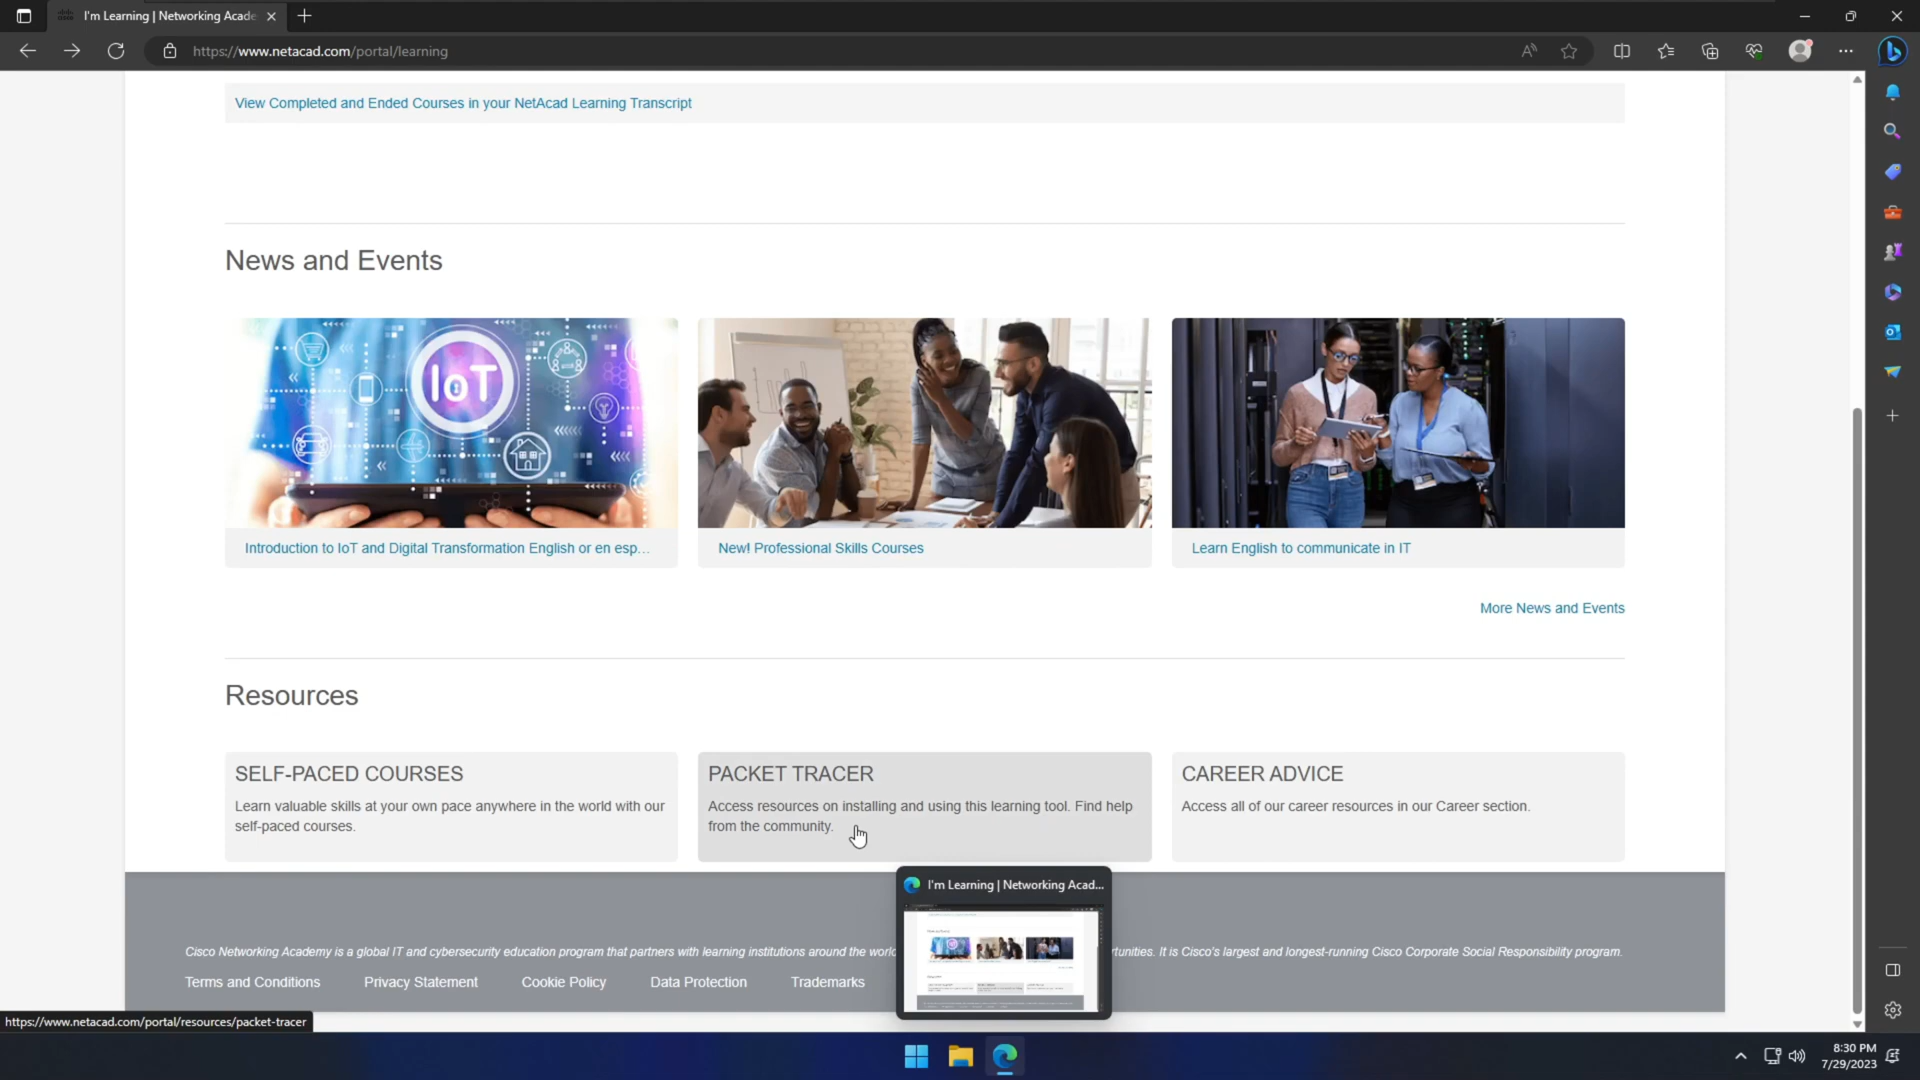 I'm Learning | Networking Acade
https://www.netacad.com/portal/learning
View Completed and Ended Courses in your NetAcad Learning Transcript
News and Events
IoT
Introduction to IoT and Digital Transformation English or en esp...
New! Professional Skills Courses
Learn English to communicate in IT
More News and Events
Resources
SELF-PACED COURSES
Learn valuable skills at your own pace anywhere in the world with our
self-paced courses.
PACKET TRACER
Access resources on installing and using this learning tool. Find help
from the community.
CAREER ADVICE
Access all of our career resources in our Career section.
I'm Learning | Networking Acad...
Cisco Networking Academy is a global IT and cybersecurity education program that partners with learning institutions around the worl
tunities. It is Cisco's largest and longest-running Cisco Corporate Social Responsibility program.
Terms and Conditions
Privacy Statement
Cookie Policy
Data Protection
Trademarks
https://www.netacad.com/portal/resources/packet-tracer
8:30 PM
7/29/2023